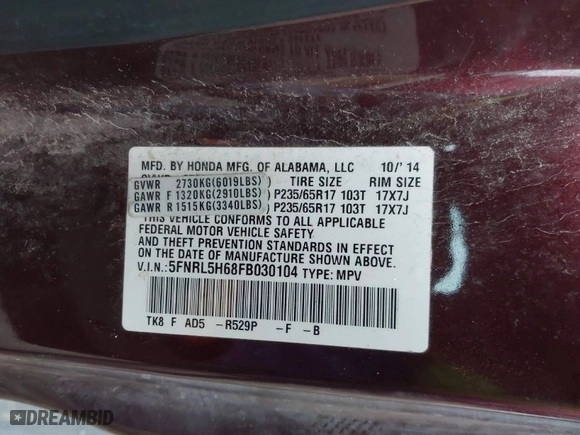 MFD. BY HONDA MFG. OF ALABAMA, LLC 10/'14
TIRE SIZE RIM SIZE
GVWR 2730KG(6019LBS)
GAWR F 1320KG(2910LBS) P235/65R17 103T 17X7J
GAWR R 1515KG(3340LBS) P235/65R17 103T 17X7J
THIS VEHICLE CONFORMS TO ALL APPLICABLE
FEDERAL MOTOR VEHICLE SAFETY
AND THEFT PREVENTION STANDARDS IN EFFECT
ON THE DATE OF MANUFACTURE SHOWN ABOVE.
V.I.N.: 5FNRL5H68FB030104 TYPE: MPV
TK8 F AD5 -R529P -F -B
DREAMBID